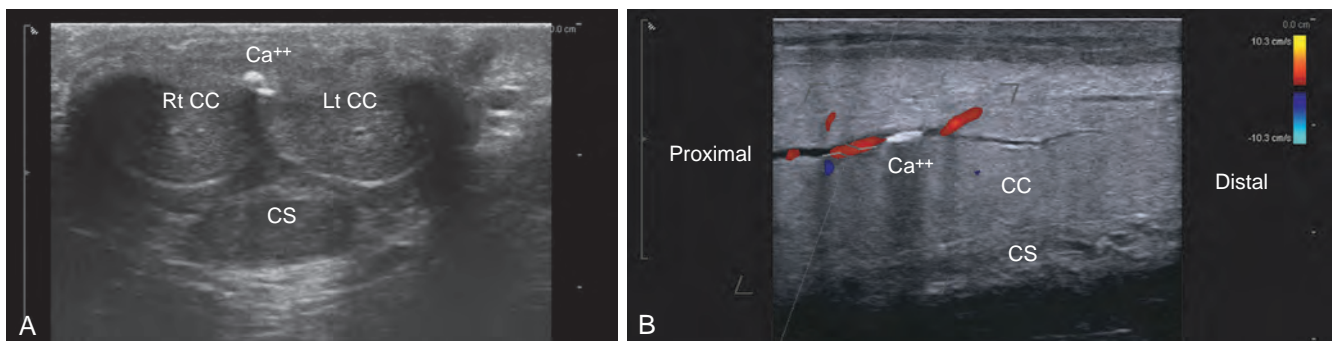 0.0 cm
Ca++
Rt CC
Lt CC
CS
A
0.0 cm
10.3 cm/s
-10.3 cm/s
Proximal
Ca++
CC
Distal
CS
B